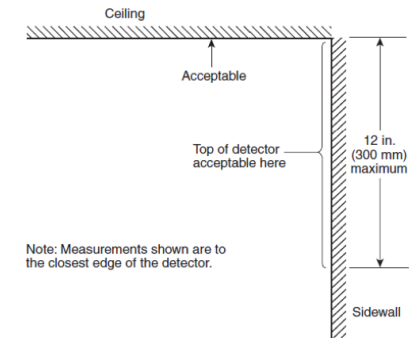 Ceiling
Acceptable
Top of detector
acceptable here
12 in.
(300 mm)
maximum
Note: Measurements shown are to
the closest edge of the detector.
Sidewall